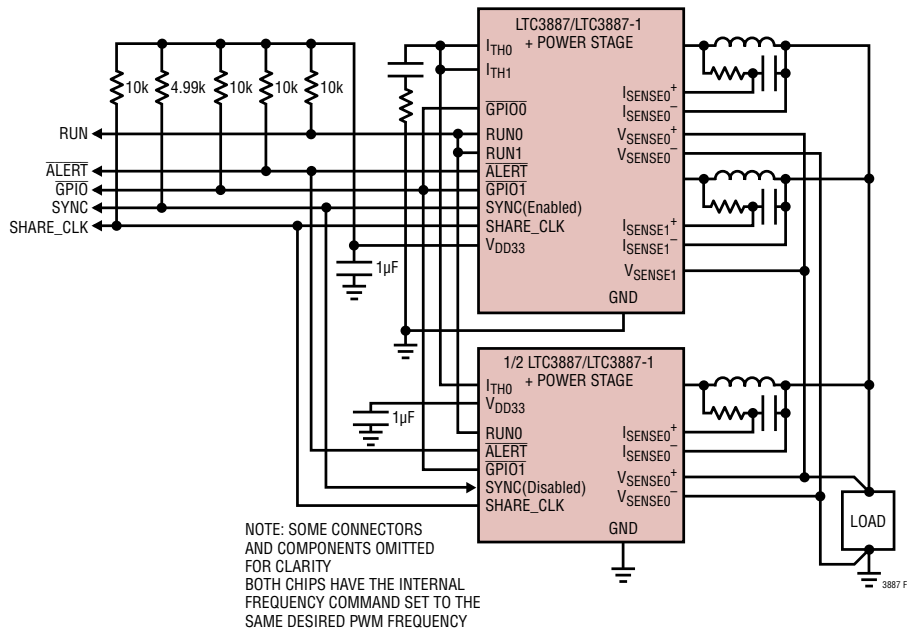 LTC3887/LTC3887-1
+ POWER STAGE
ITH0
ITH1
GPIO0
RUN0
RUN1
ALERT
GPIO1
SYNC(Enabled)
SHARE_CLK
VDD33
GND
ISENSE0+
ISENSE0–
VSENSE0+
VSENSE0–
ISENSE1+
ISENSE1–
VSENSE1
10k
4.99k
10k
10k
10k
RUN
ALERT
GPIO
SYNC
SHARE_CLK
1µF
1/2 LTC3887/LTC3887-1
+ POWER STAGE
ITH0
VDD33
RUN0
ALERT
GPIO1
SYNC(Disabled)
SHARE_CLK
GND
ISENSE0+
ISENSE0–
VSENSE0+
VSENSE0–
1µF
LOAD
3887 F
NOTE: SOME CONNECTORS
AND COMPONENTS OMITTED
FOR CLARITY
BOTH CHIPS HAVE THE INTERNAL
FREQUENCY COMMAND SET TO THE
SAME DESIRED PWM FREQUENCY